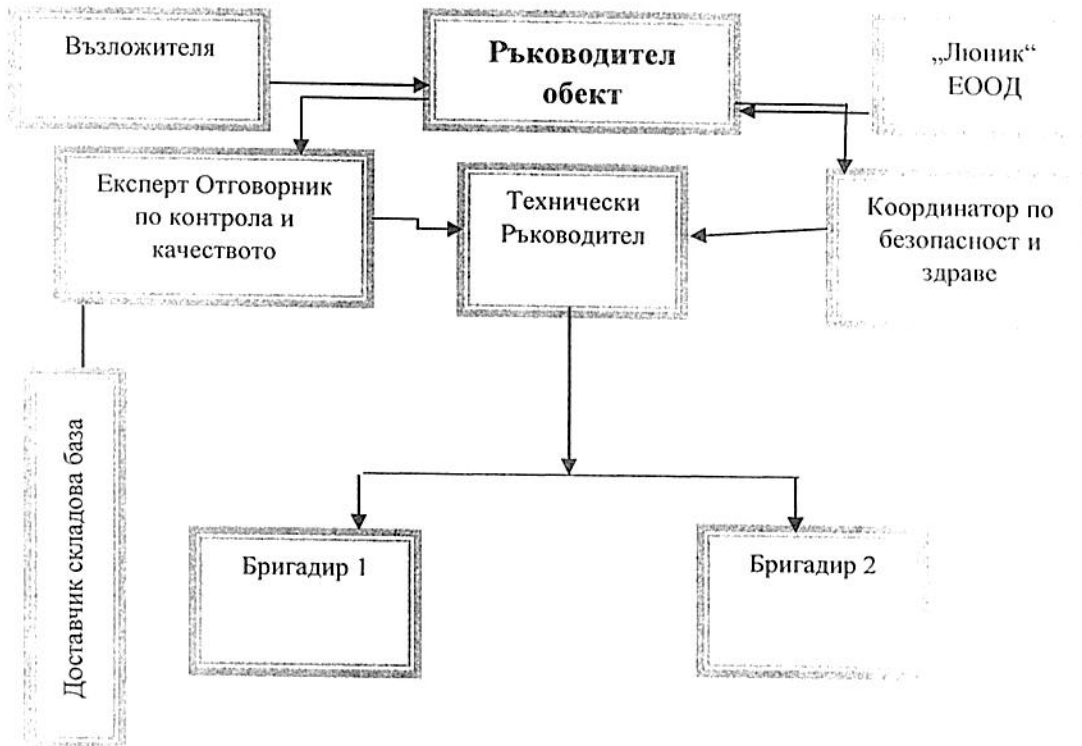 Възложителя
Ръководител
обект
„Люник“
ЕООД
Експерт Отговорник
по контрола и
качеството
Технически
Ръководител
Координатор по
безопасност и
здраве
Доставчик складова база
Бригадир 1
Бригадир 2